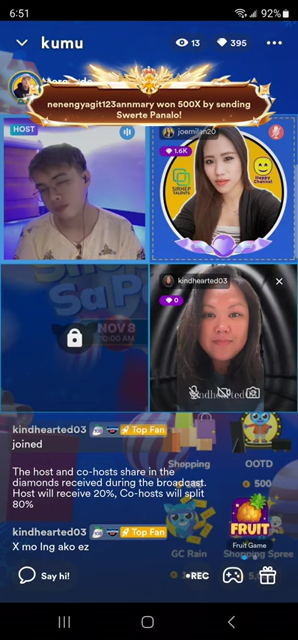 6:51
92%
kumu
13
395
nenengyagit123annmary won 500X by sending
Swerte Panalo!
HOST
joemilan20
1.6K
SIRHEP
TALENTS
Happy
Channel
kindhearted03
0
NOV 8
kindhearted03 Top Fan
joined
The host and co-hosts share in the
diamonds received during the broadcast.
Host will receive 20%, Co-hosts will split
80%
kindhearted03 Top Fan
X mo lng ako ez
Shopping
OOTD
500
FRUIT
Fruit Game
GC Rain
Shopping Spree
Say hi!
REC